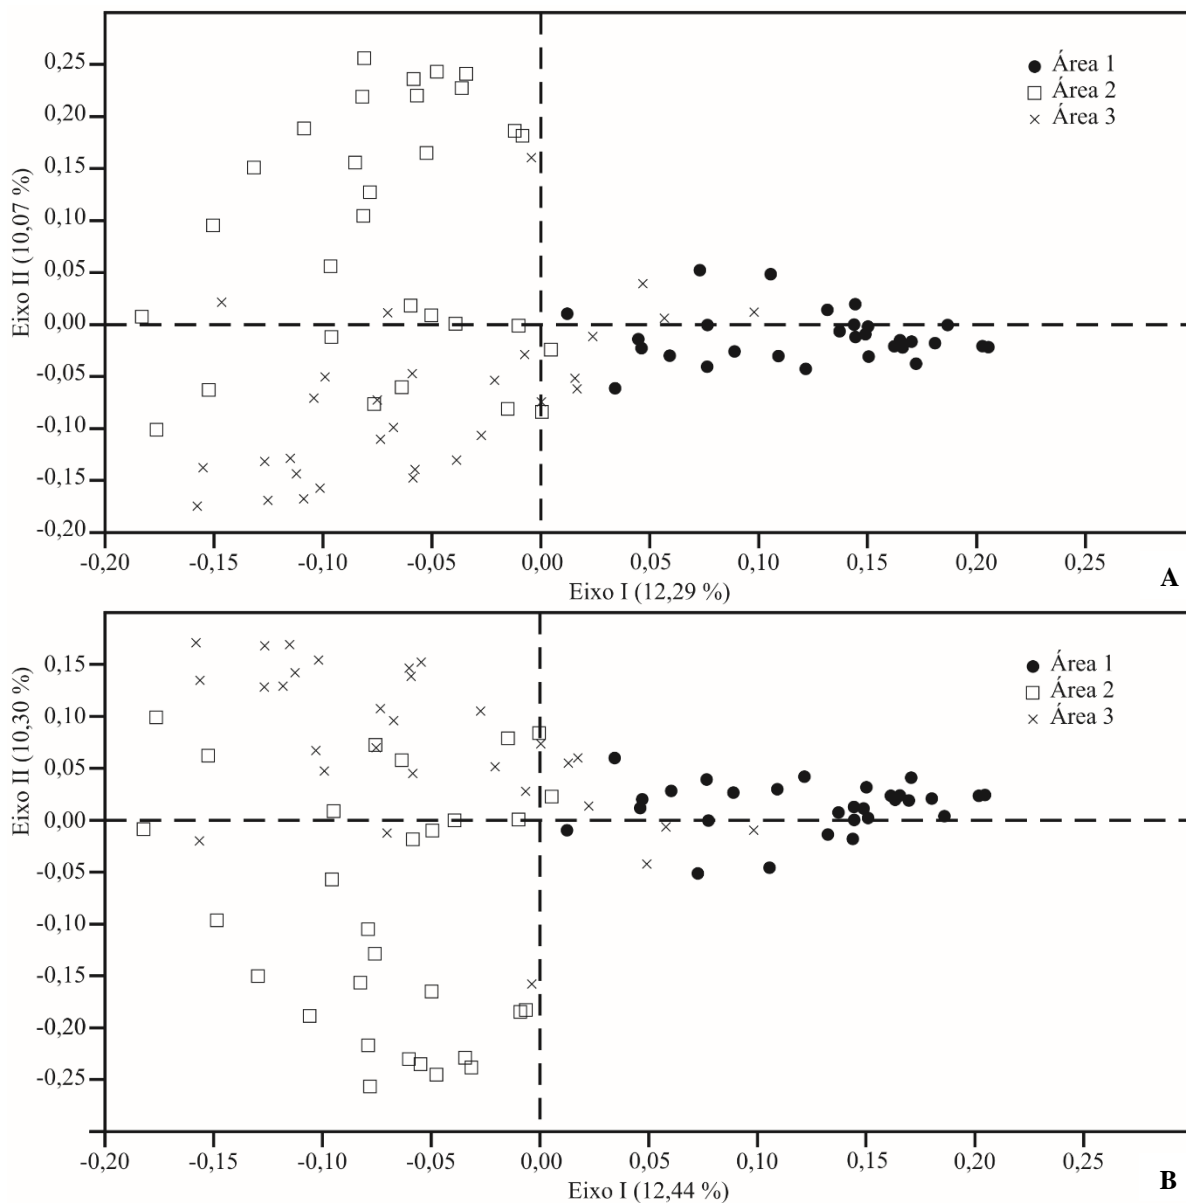 0,25
0,20
0,15
0,10
0,05
0,00
-0,05
-0,10
-0,15
-0,20
Eixo II (10,07 %)
Área 1
Área 2
Área 3
-0,20 -0,15 -0,10 -0,05 0,00 0,05 0,10 0,15 0,20 0,25
Eixo I (12,29 %)
A
0,15
0,10
0,05
0,00
-0,05
-0,10
-0,15
-0,20
-0,25
Eixo II (10,30 %)
Área 1
Área 2
Área 3
-0,20 -0,15 -0,10 -0,05 0,00 0,05 0,10 0,15 0,20 0,25
Eixo I (12,44 %)
B